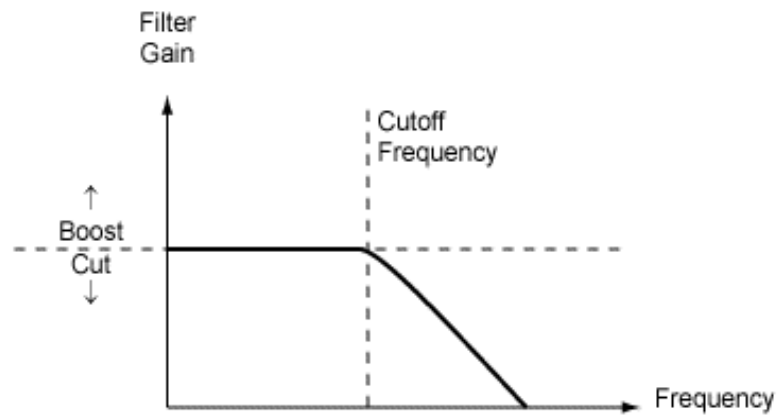 Filter
Gain
Cutoff
Frequency
↑
Boost
Cut
↓
Frequency